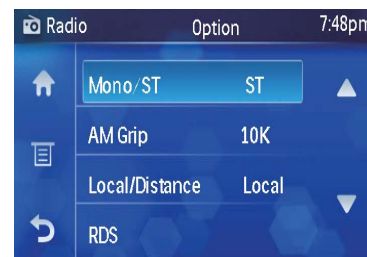 Radio Option 7:48pm
Mono/ST ST
AM Grip 10K
Local/Distance Local
RDS